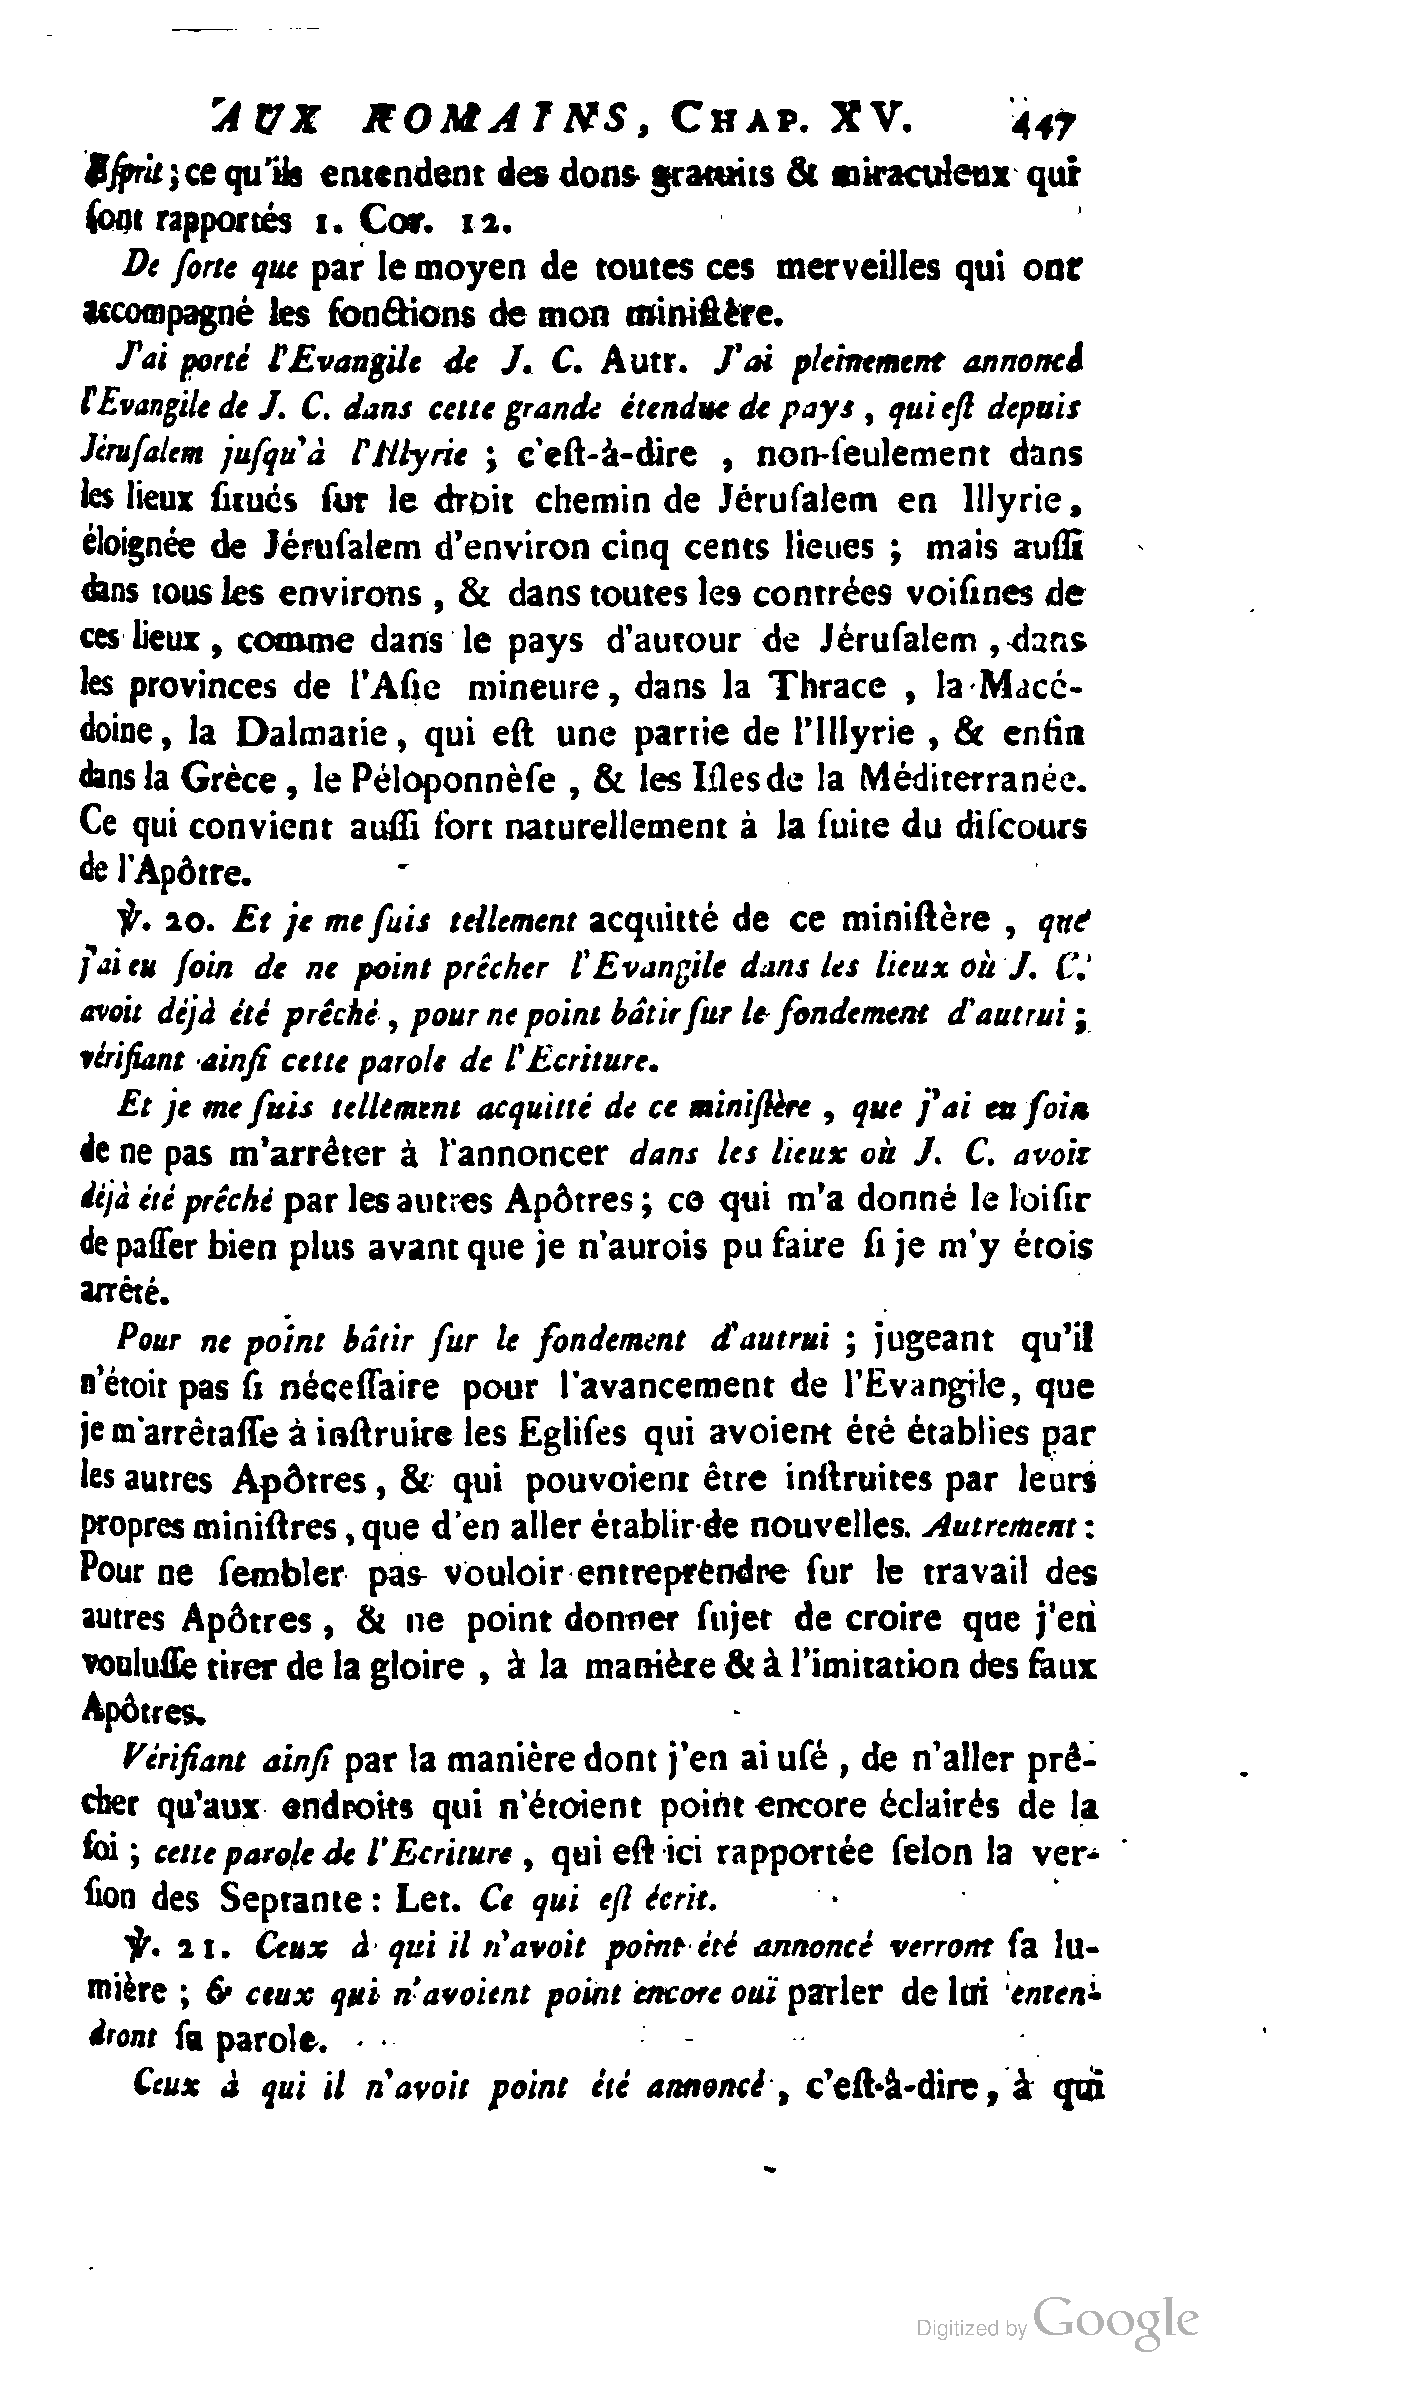 AUX ROMAINS, CHAP. XV. 447
Eſprit ; ce qu'ils entendent des dons gratuits & miraculeux qui
ſont rapportés 1. Cor. 12.
De ſorte que par le moyen de toutes ces merveilles qui ont
accompagné les fonctions de mon miniſtère.
J'ai porté l'Evangile de J. C. Autr. J'ai pleinement annoncé
l'Evangile de J. C. dans cette grande étendue de pays , qui eſt depuis
Jéruſalem juſqu'à l'Illyrie ; c'eſt-à-dire , non-ſeulement dans
les lieux ſitués ſur le droit chemin de Jéruſalem en Illyrie,
éloignée de Jéruſalem d'environ cinq cents lieues ; mais auſſi
dans tous les environs , & dans toutes les contrées voiſines de
ces lieux , comme dans le pays d'autour de Jéruſalem , dans
les provinces de l'Aſie mineure, dans la Thrace , la Macé-
doine, la Dalmatie, qui eſt une partie de l'Illyrie , & enfin
dans la Grèce , le Péloponnèſe , & les Iſles de la Méditerranée.
Ce qui convient auſſi fort naturellement à la ſuite du diſcours
de l'Apôtre.
℣. 20. Et je me ſuis tellement acquitté de ce miniſtère , que
j'ai eu ſoin de ne point prêcher l'Evangile dans les lieux où J. C.
avoit déjà été prêché , pour ne point bâtir ſur le fondement d'autrui ;
vérifiant ainſi cette parole de l'Ecriture.
Et je me ſuis tellement acquitté de ce miniſtère , que j'ai eu ſoin
de ne pas m'arrêter à l'annoncer dans les lieux où J. C. avoit
déjà été prêché par les autres Apôtres ; ce qui m'a donné le loiſir
de paſſer bien plus avant que je n'aurois pu faire ſi je m'y étois
arrêté.
Pour ne point bâtir ſur le fondement d'autrui ; jugeant qu'il
n'étoit pas ſi néceſſaire pour l'avancement de l'Evangile, que
je m'arrêtaſſe à inſtruire les Egliſes qui avoient été établies par
les autres Apôtres , & qui pouvoient être inſtruites par leurs
propres miniſtres , que d'en aller établir de nouvelles. Autrement :
Pour ne ſembler pas vouloir entreprendre ſur le travail des
autres Apôtres , & ne point donner ſujet de croire que j'en
vouluſſe tirer de la gloire , à la manière & à l'imitation des faux
Apôtres.
Vérifiant ainſi par la manière dont j'en ai uſé , de n'aller prê-
cher qu'aux endroits qui n'étoient point encore éclairés de la
foi ; cette parole de l'Ecriture , qui eſt ici rapportée ſelon la ver-
ſion des Septante : Let. Ce qui eſt écrit.
℣. 21. Ceux à qui il n'avoit point été annoncé verront ſa lu-
mière ; & ceux qui n'avoient point encore ouï parler de lui enten-
dront ſa parole.
Ceux à qui il n'avoit point été annoncé , c'eſt-à-dire, à qui
Digitized by Google